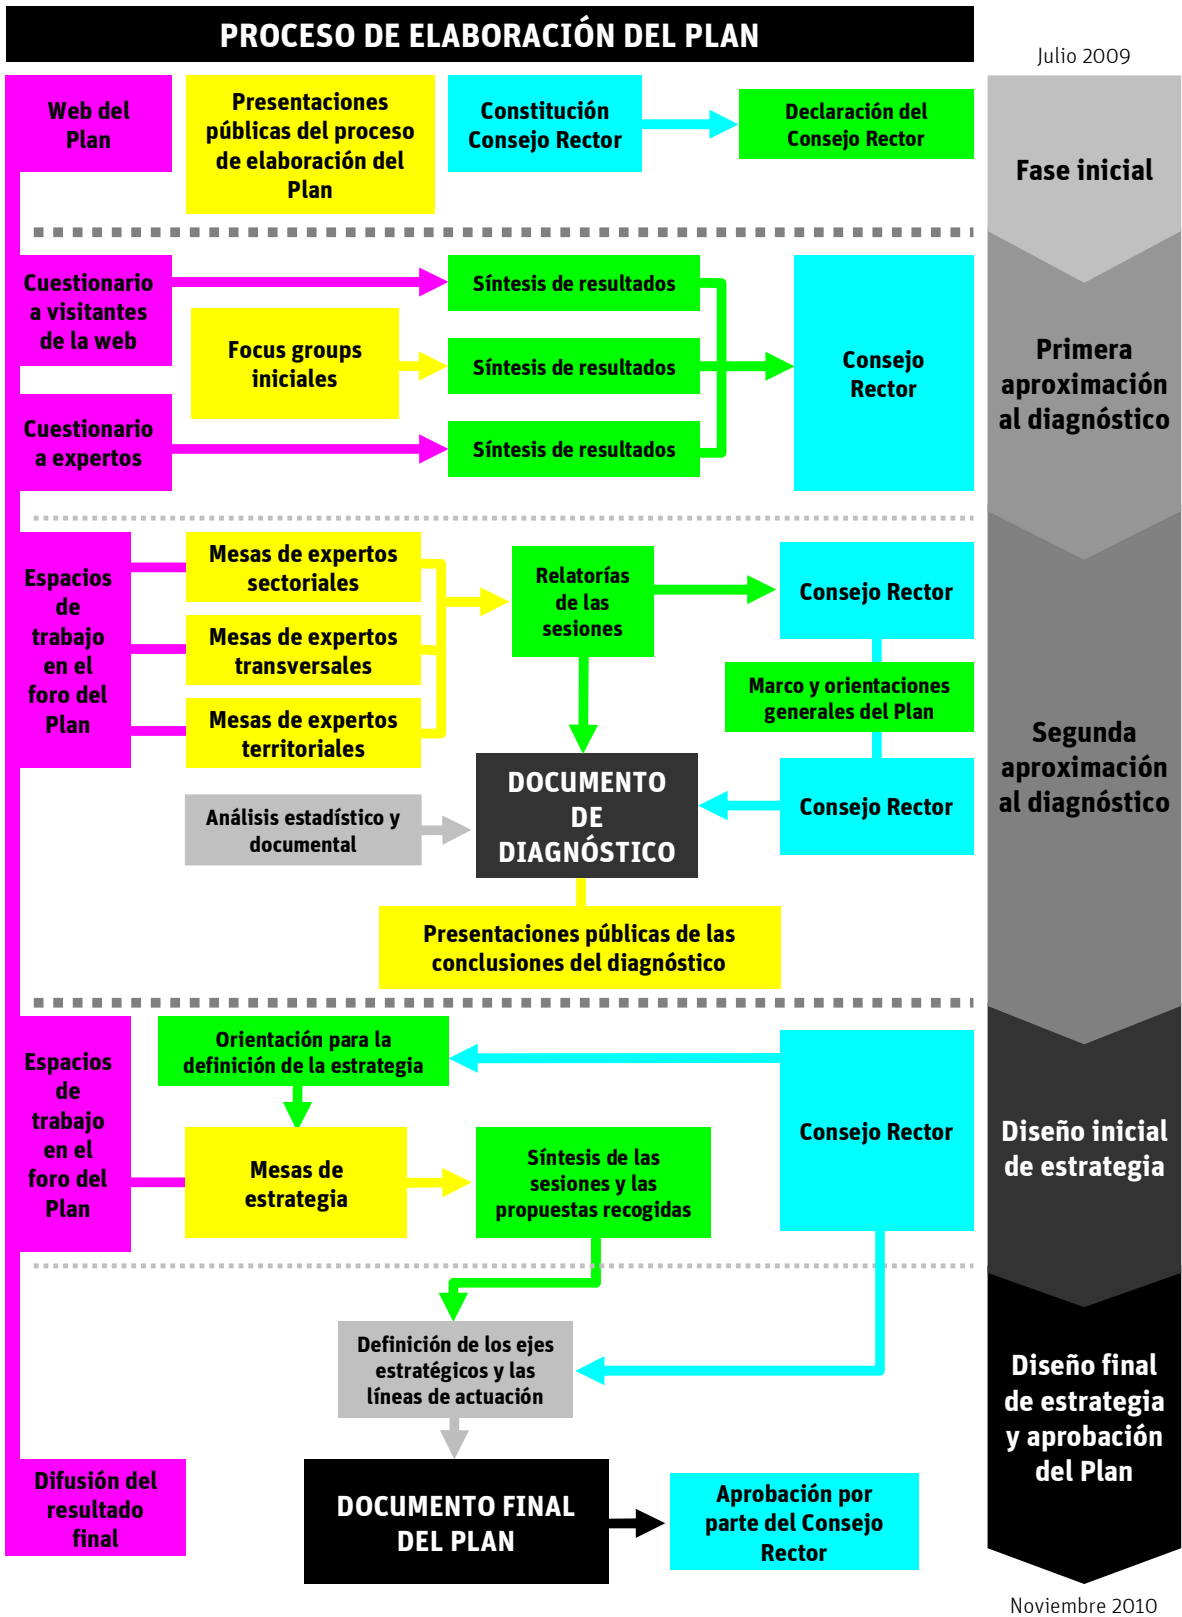 PROCESO DE ELABORACIÓN DEL PLAN
Julio 2009
Web del
Plan
Presentaciones
públicas del proceso
de elaboración del
Plan
Constitución
Consejo Rector
Declaración del
Consejo Rector
Fase inicial
Cuestionario
a visitantes
de la web
Síntesis de resultados
Focus groups
iniciales
Síntesis de resultados
Cuestionario
a expertos
Síntesis de resultados
Consejo
Rector
Primera
aproximación
al diagnóstico
Espacios
de
trabajo
en el
foro del
Plan
Mesas de expertos
sectoriales
Mesas de expertos
transversales
Mesas de expertos
territoriales
Relatorías
de las
sesiones
Consejo Rector
Marco y orientaciones
generales del Plan
Consejo Rector
Análisis estadístico y
documental
DOCUMENTO
DE
DIAGNÓSTICO
Presentaciones públicas de las
conclusiones del diagnóstico
Segunda
aproximación
al diagnóstico
Espacios
de
trabajo
en el
foro del
Plan
Orientación para la
definición de la estrategia
Mesas de
estrategia
Síntesis de las
sesiones y las
propuestas recogidas
Consejo Rector
Diseño inicial
de estrategia
Definición de los ejes
estratégicos y las
líneas de actuación
Diseño final
de estrategia
y aprobación
del Plan
Difusión del
resultado
final
DOCUMENTO FINAL
DEL PLAN
Aprobación por
parte del Consejo
Rector
Noviembre 2010